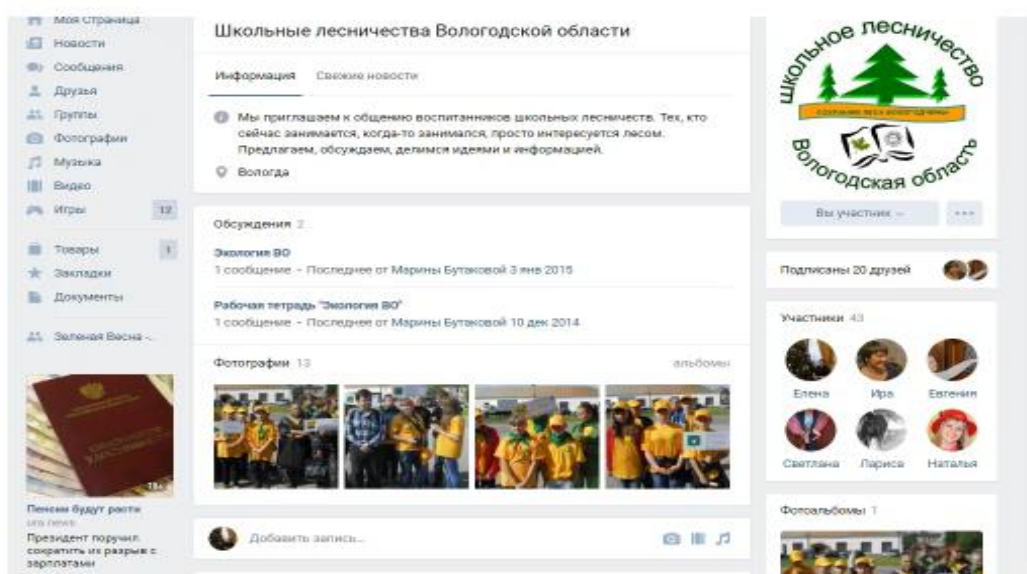 Моя Страница
Новости
Сообщения
Друзья
Группы
Фотографии
Музыка
Видео
Игры 12
Товары 1
Закладки
Документы
Зеленая Весна -..
Пенсии будут расти
ura.news
Президент поручил
сократить их разрыв с
зарплатами
Школьные лесничества Вологодской области
Информация Свежие новости
Мы приглашаем к общению воспитанников школьных лесничеств. Тех, кто
сейчас занимается, когда-то занимался, просто интересуется лесом.
Предлагаем, обсуждаем, делимся идеями и информацией.
Вологда
Обсуждения 2
Экология ВО
1 сообщение - Последнее от Марины Бутаковой 3 янв 2015
Рабочая тетрадь "Экология ВО"
1 сообщение - Последнее от Марины Бутаковой 10 дек 2014
Фотографии 13 альбомы
Добавить запись...
школьное лесничество
Вологодская область
Вы участник
Подписаны 20 друзей
Участники 43
Елена Ира Евгения
Светлана Лариса Наталья
Фотоальбомы 1